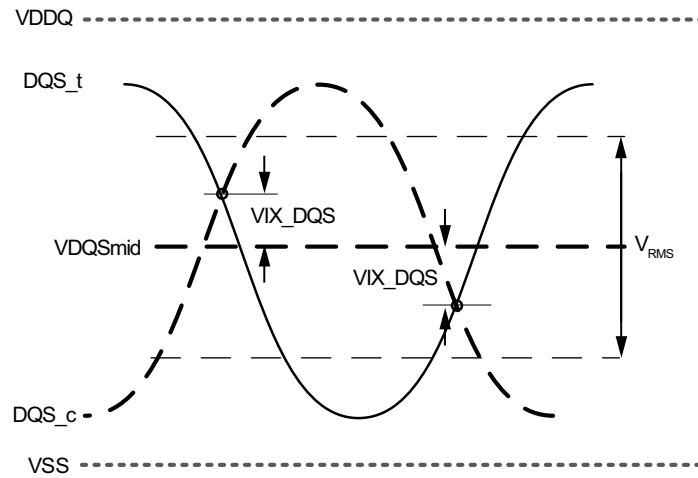 VDDQ
DQS_t
VIX_DQS
VDQSmid
VRMS
VIX_DQS
DQS_c
VSS